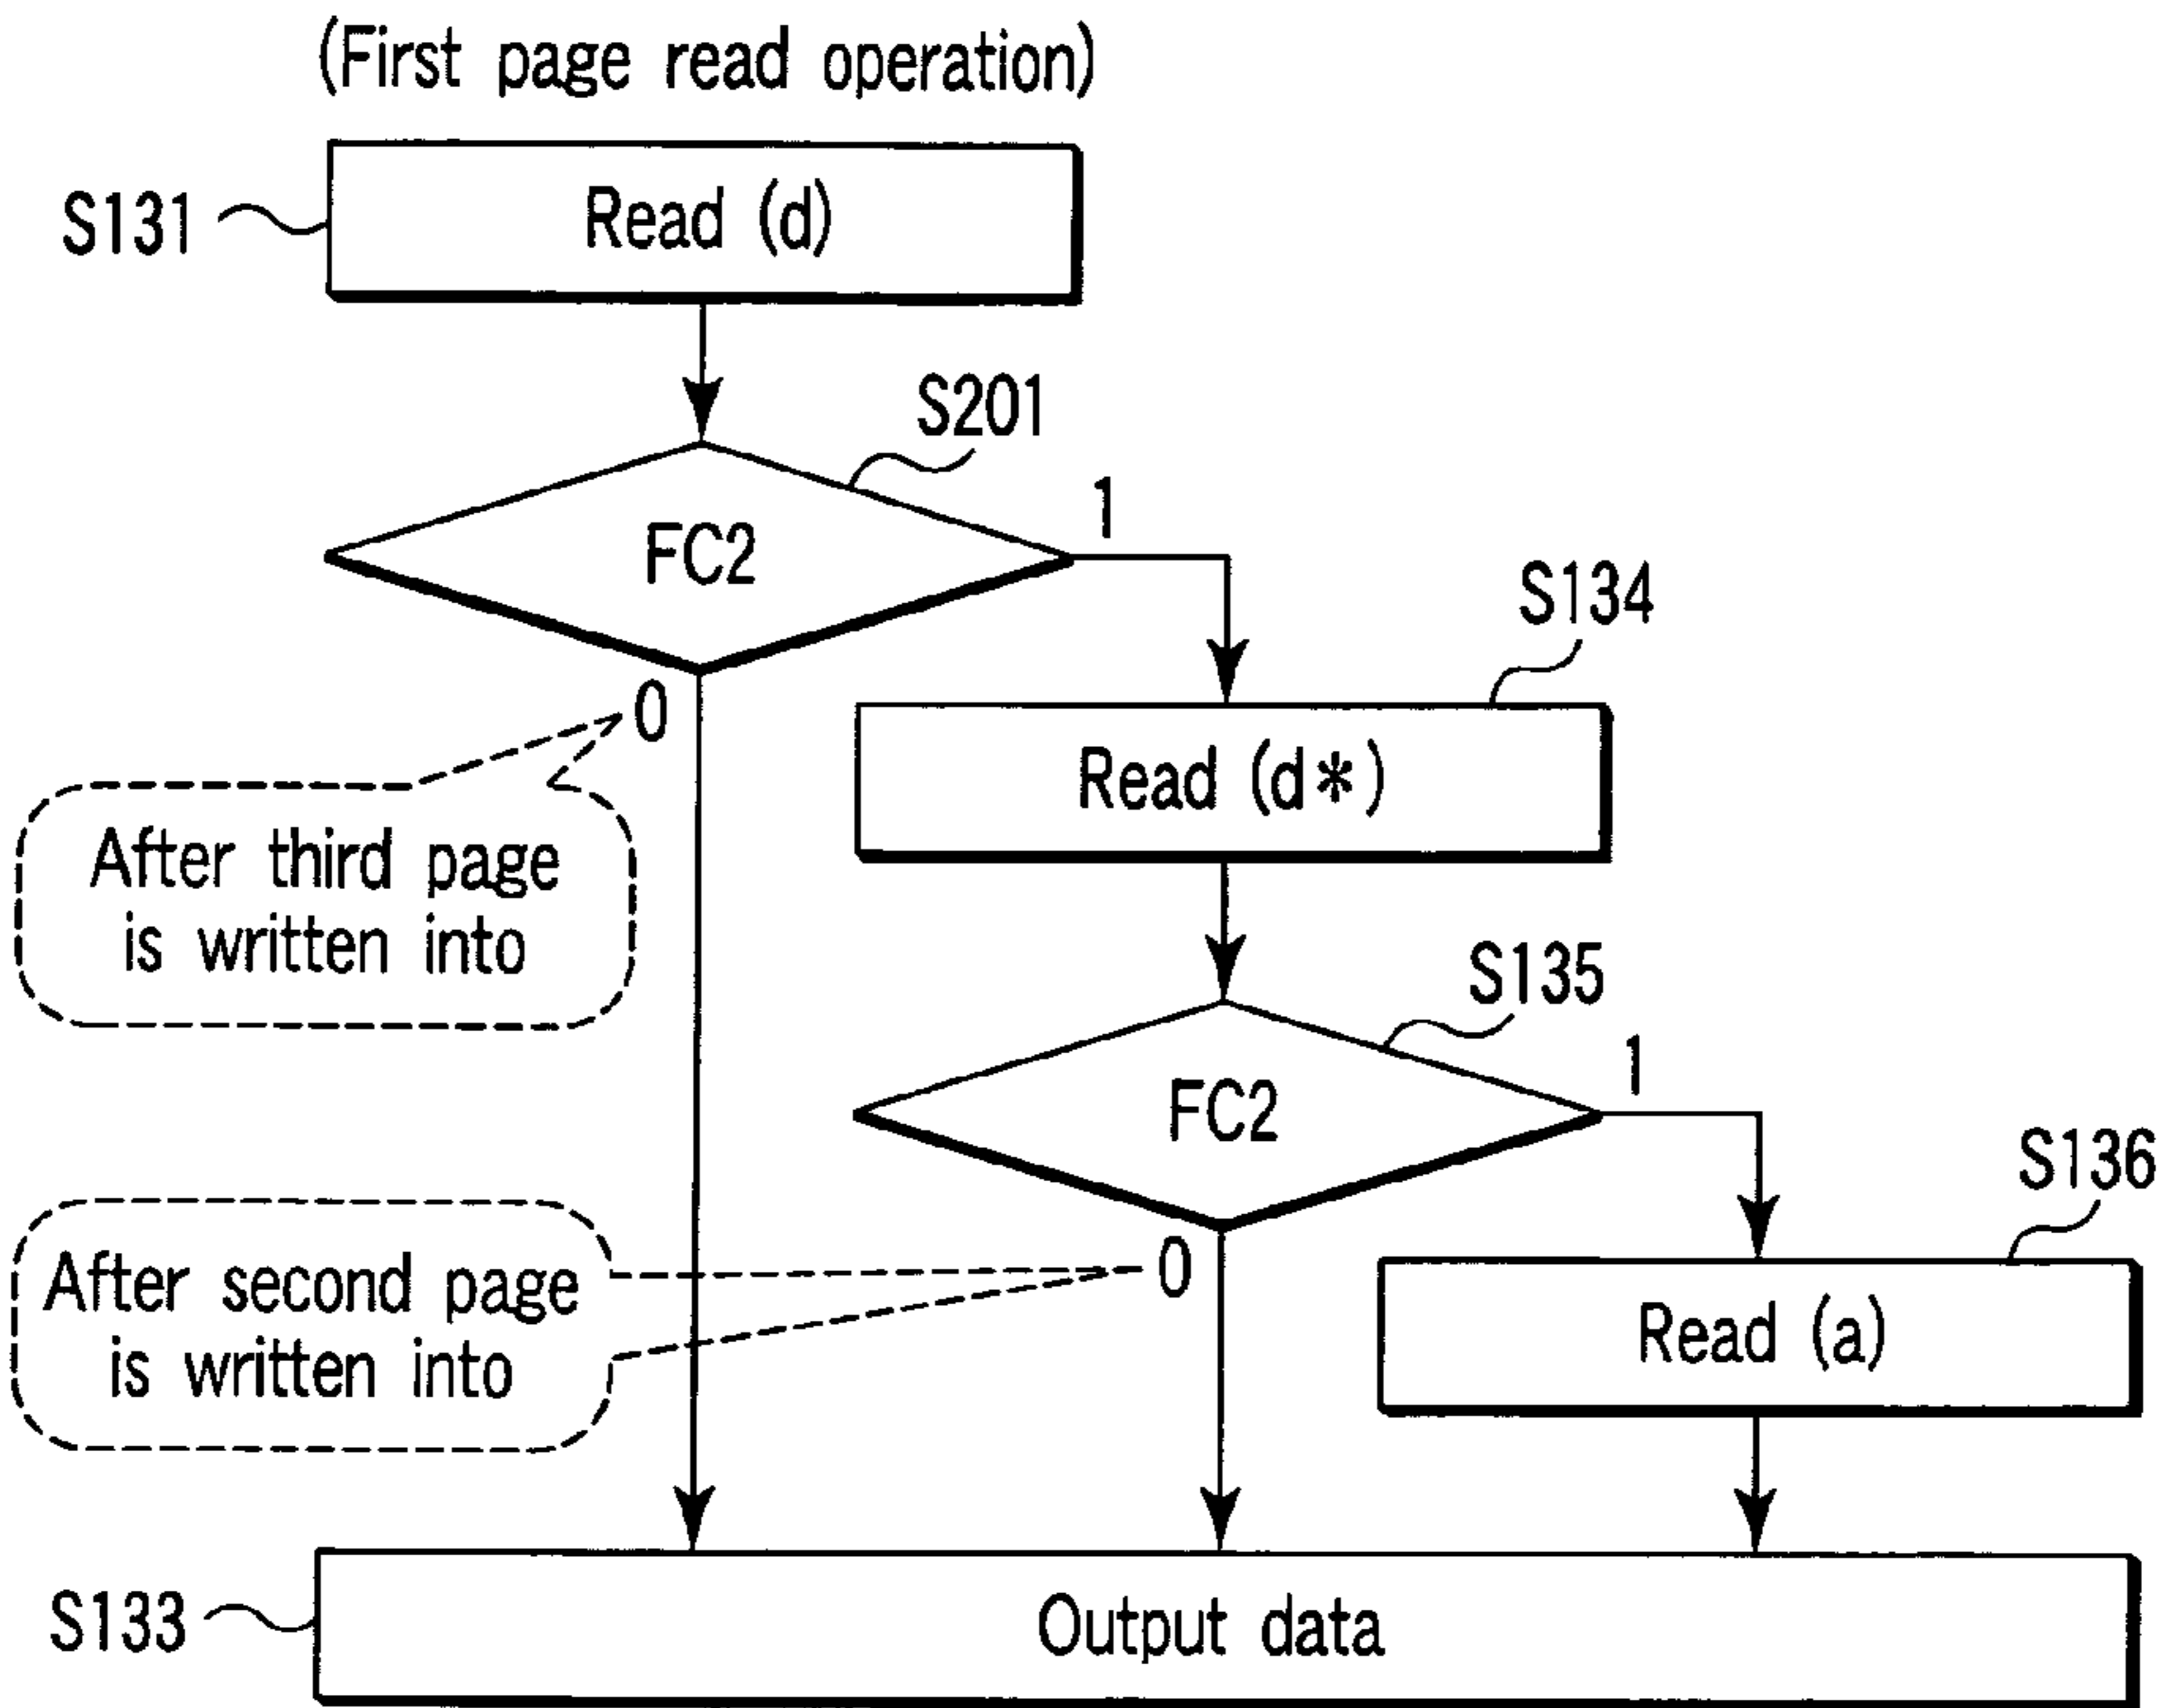 (First page read operation)
S131
Read (d)
S201
FC2
1
0
S134
Read (d*)
After third page
is written into
S135
FC2
1
0
S136
Read (a)
After second page
is written into
S133
Output data